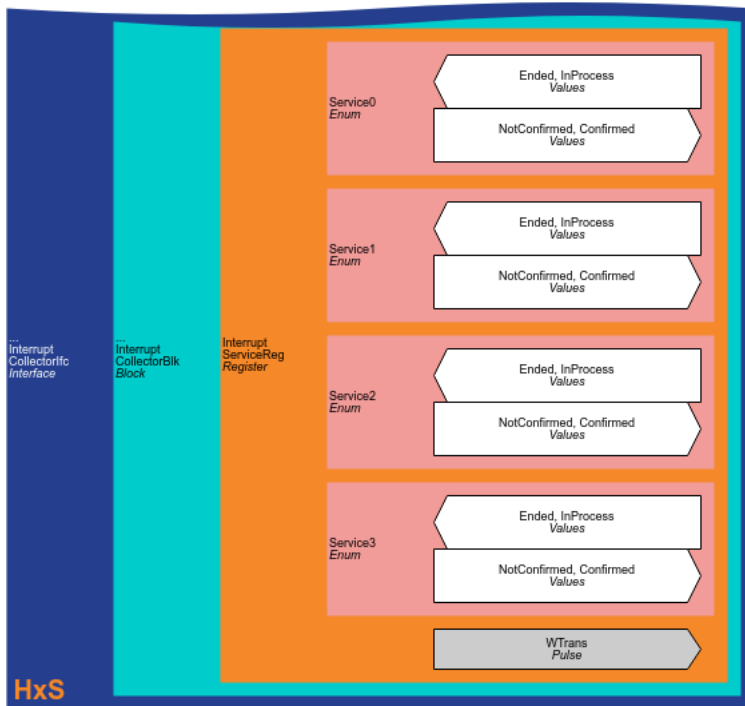 ...
Interrupt
CollectorIfc
Interface
...
Interrupt
CollectorBlk
Block
Interrupt
ServiceReg
Register
Service0
Enum
Ended, InProcess
Values
NotConfirmed, Confirmed
Values
Service1
Enum
Ended, InProcess
Values
NotConfirmed, Confirmed
Values
Service2
Enum
Ended, InProcess
Values
NotConfirmed, Confirmed
Values
Service3
Enum
Ended, InProcess
Values
NotConfirmed, Confirmed
Values
WTrans
Pulse
HxS